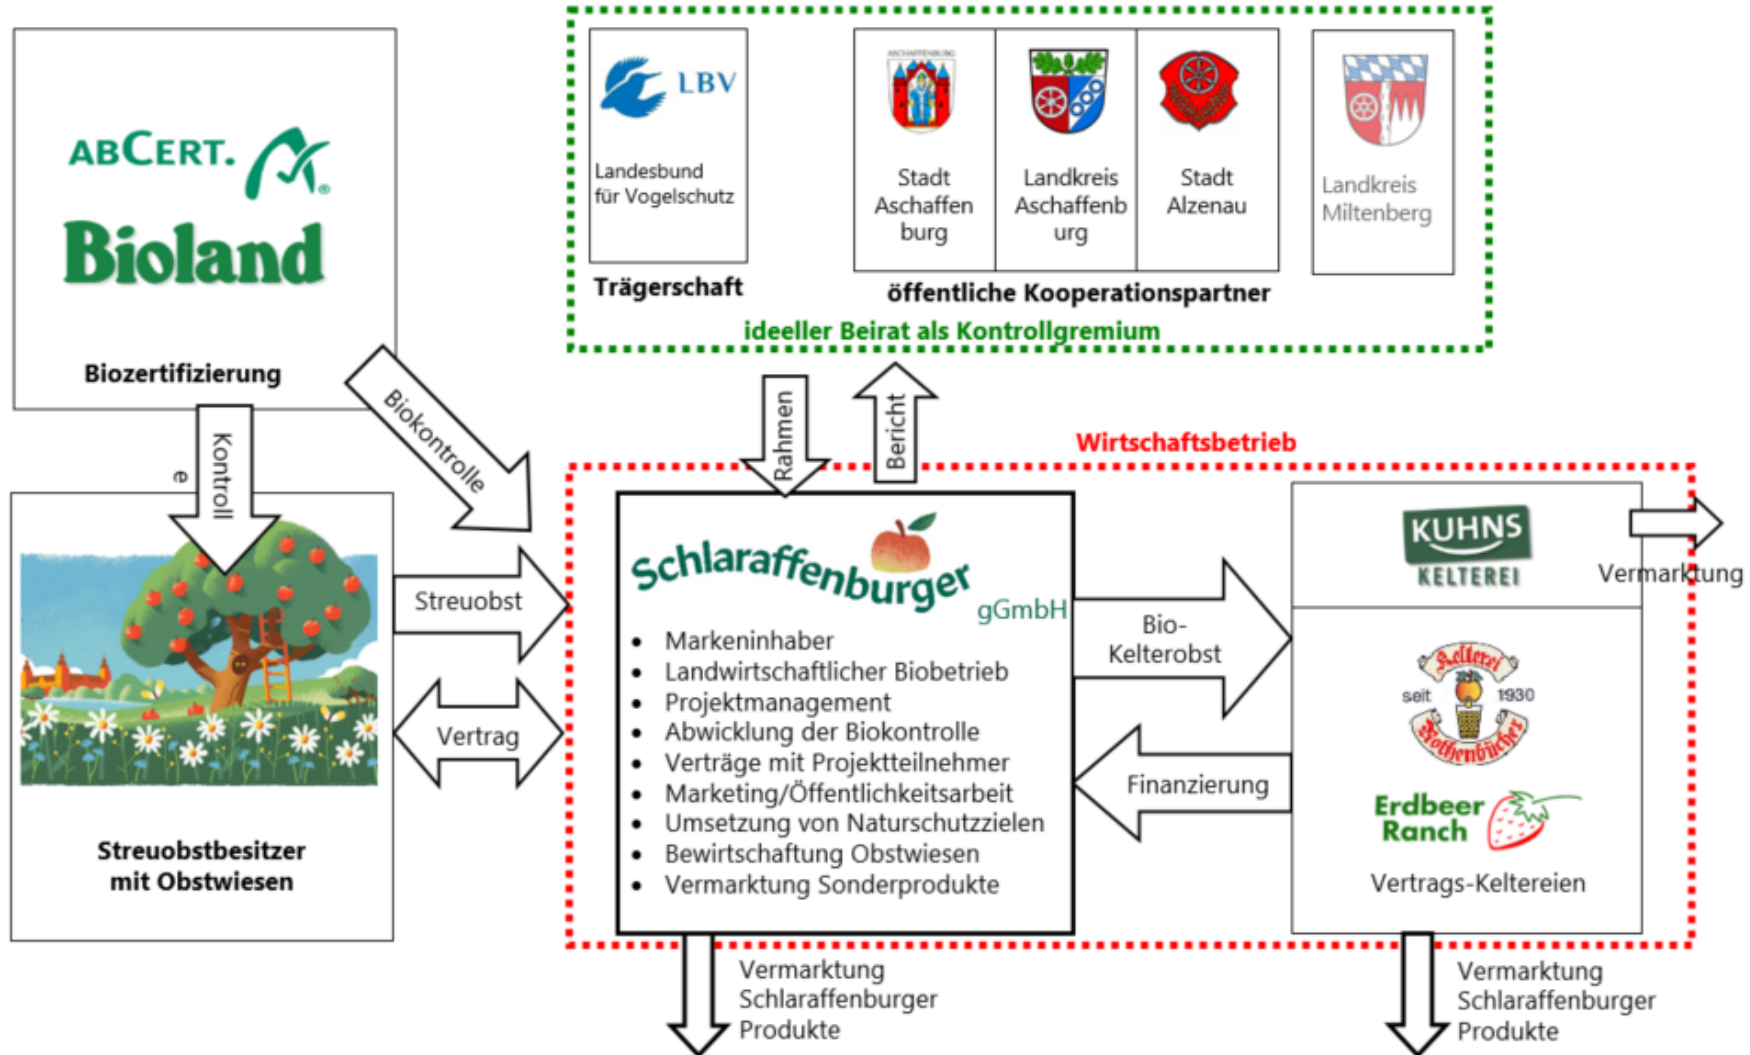 ABCERT.
®
Bioland
Biozertifizierung
LBV
Landesbund
für Vogelschutz
Trägerschaft
ASCHAFFENBURG
Stadt
Aschaffen
burg
Landkreis
Aschaffenb
urg
Stadt
Alzenau
öffentliche Kooperationspartner
Landkreis
Miltenberg
ideeller Beirat als Kontrollgremium
Kontroll
e
Biokontrolle
Rahmen
Bericht
Wirtschaftsbetrieb
Streuobst
Vertrag
Streuobstbesitzer
mit Obstwiesen
Schlaraffenburger
gGmbH
• Markeninhaber
• Landwirtschaftlicher Biobetrieb
• Projektmanagement
• Abwicklung der Biokontrolle
• Verträge mit Projektteilnehmer
• Marketing/Öffentlichkeitsarbeit
• Umsetzung von Naturschutzzielen
• Bewirtschaftung Obstwiesen
• Vermarktung Sonderprodukte
Bio-
Kelterobst
Finanzierung
KUHNS
KELTEREI
Vermarktung
Kelterei
seit 1930
Rothenbücher
Erdbeer
Ranch
Vertrags-Keltereien
Vermarktung
Schlaraffenburger
Produkte
Vermarktung
Schlaraffenburger
Produkte